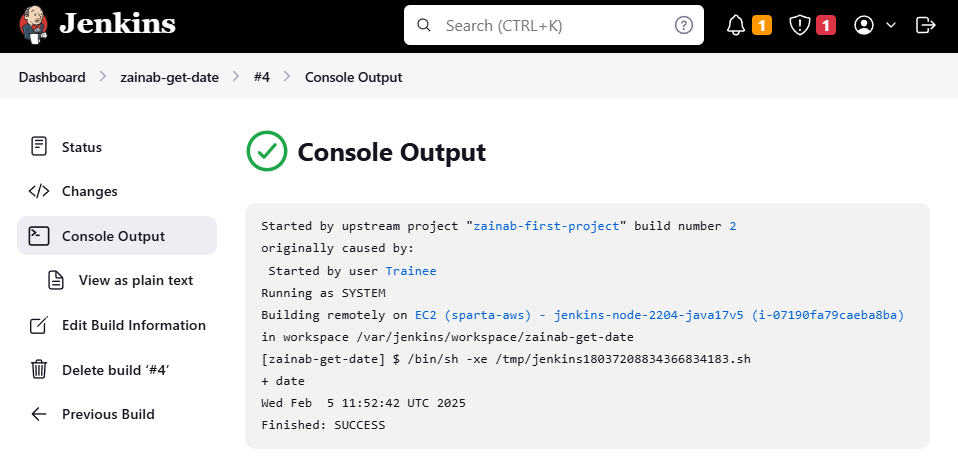 Jenkins
Search (CTRL+K)
?
1
1
Dashboard > zainab-get-date > #4 > Console Output
Status
Changes
Console Output
View as plain text
Edit Build Information
Delete build ‘#4’
Previous Build
Console Output
Started by upstream project "zainab-first-project" build number 2
originally caused by:
 Started by user Trainee
Running as SYSTEM
Building remotely on EC2 (sparta-aws) - jenkins-node-2204-java17v5 (i-07190fa79caeba8ba)
in workspace /var/jenkins/workspace/zainab-get-date
[zainab-get-date] $ /bin/sh -xe /tmp/jenkins18037208834366834183.sh
+ date
Wed Feb  5 11:52:42 UTC 2025
Finished: SUCCESS